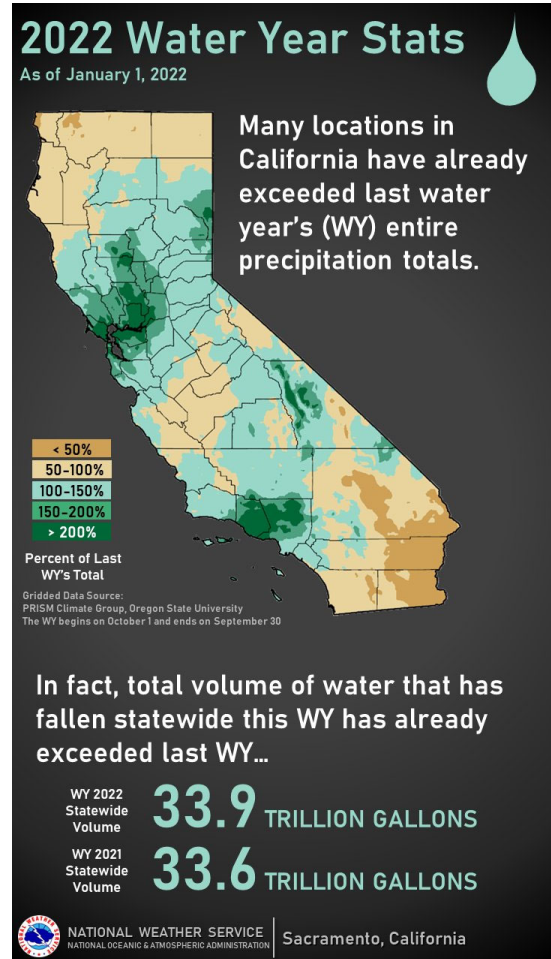 2022 Water Year Stats
As of January 1, 2022
Many locations in
California have already
exceeded last water
year's (WY) entire
precipitation totals.
< 50%
50-100%
100-150%
150-200%
> 200%
Percent of Last
WY's Total
Gridded Data Source:
PRISM Climate Group, Oregon State University
The WY begins on October 1 and ends on September 30
In fact, total volume of water that has
fallen statewide this WY has already
exceeded last WY...
WY 2022
Statewide
Volume
33.9 TRILLION GALLONS
WY 2021
Statewide
Volume
33.6 TRILLION GALLONS
NATIONAL WEATHER SERVICE
NATIONAL OCEANIC & ATMOSPHERIC ADMINISTRATION
Sacramento, California